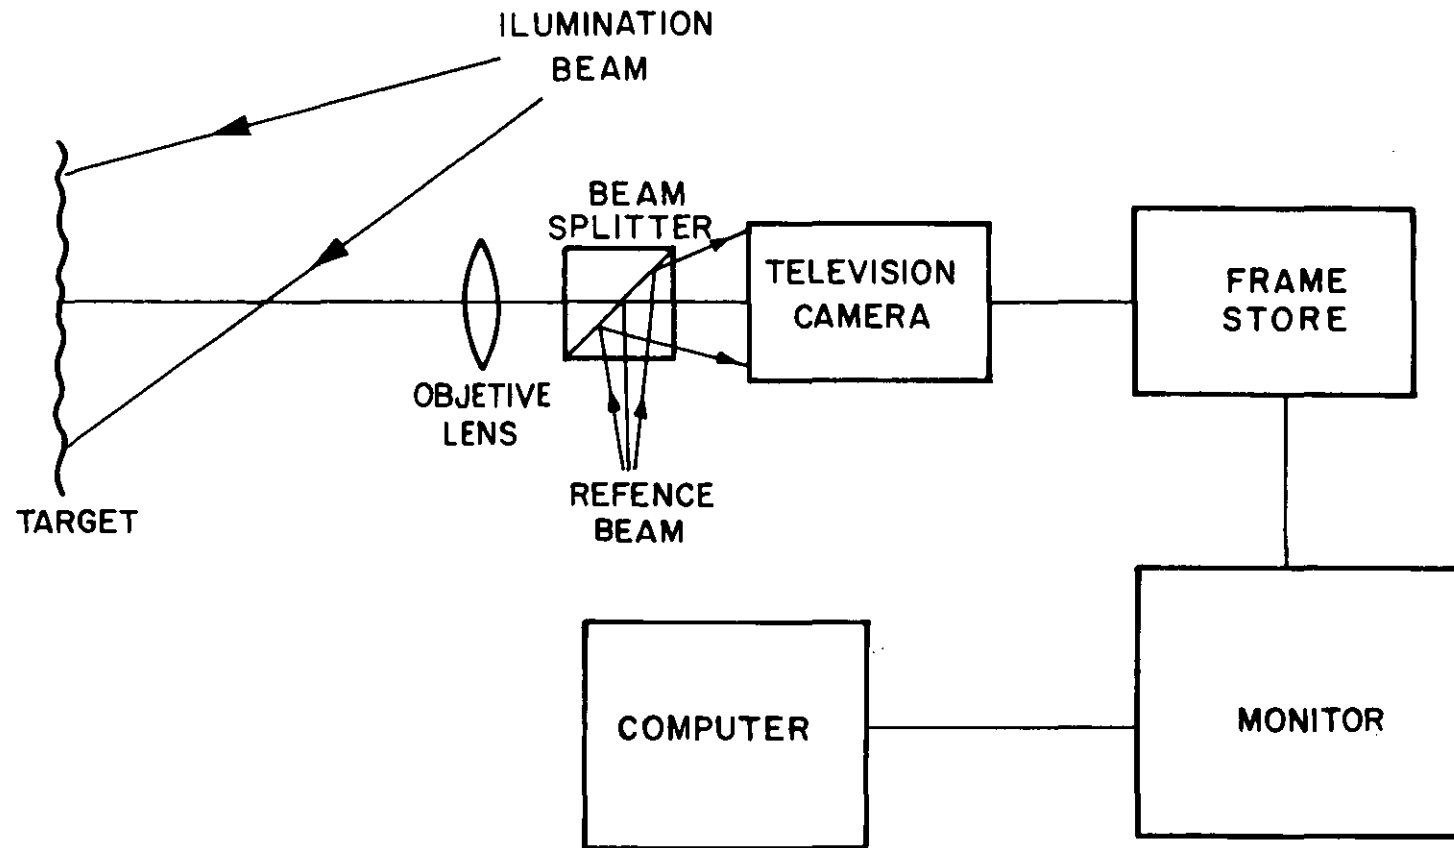 ILUMINATION
BEAM
BEAM
SPLITTER
TELEVISION
CAMERA
FRAME
STORE
OBJETIVE
LENS
REFENCE
BEAM
TARGET
COMPUTER
MONITOR